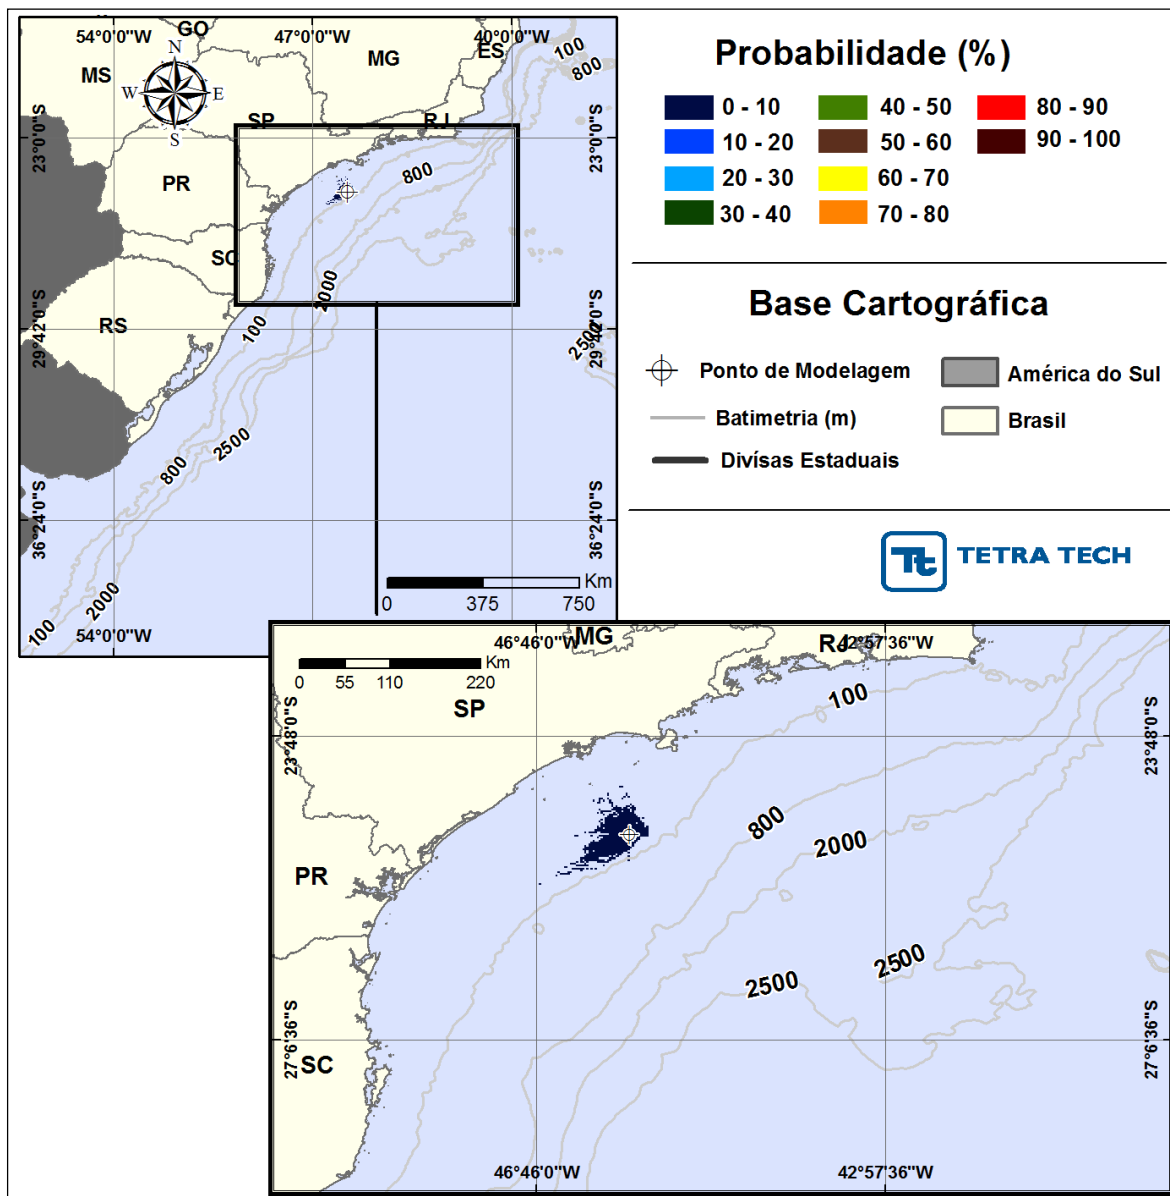 GO
54°0'0"W
47°0'0"W
40°0'0"W
N
W
E
S
MS
MG
ES
100
800
SP
RJ
23°0'0"S
23°0'0"S
PR
800
SC
2000
RS
100
29°42'0"S
29°42'0"S
2500
800
2500
36°24'0"S
36°24'0"S
100
2000
54°0'0"W
Km
0
375
750
Probabilidade (%)
0 - 10
40 - 50
80 - 90
10 - 20
50 - 60
90 - 100
20 - 30
60 - 70
30 - 40
70 - 80
Base Cartográfica
Ponto de Modelagem
América do Sul
Batimetria (m)
Brasil
Divísas Estaduais
Tt
TETRA TECH
46°46'0"W
MG
RJ
42°57'36"W
Km
0
55
110
220
SP
100
23°48'0"S
23°48'0"S
800
2000
PR
2500
2500
27°6'36"S
27°6'36"S
SC
46°46'0"W
42°57'36"W